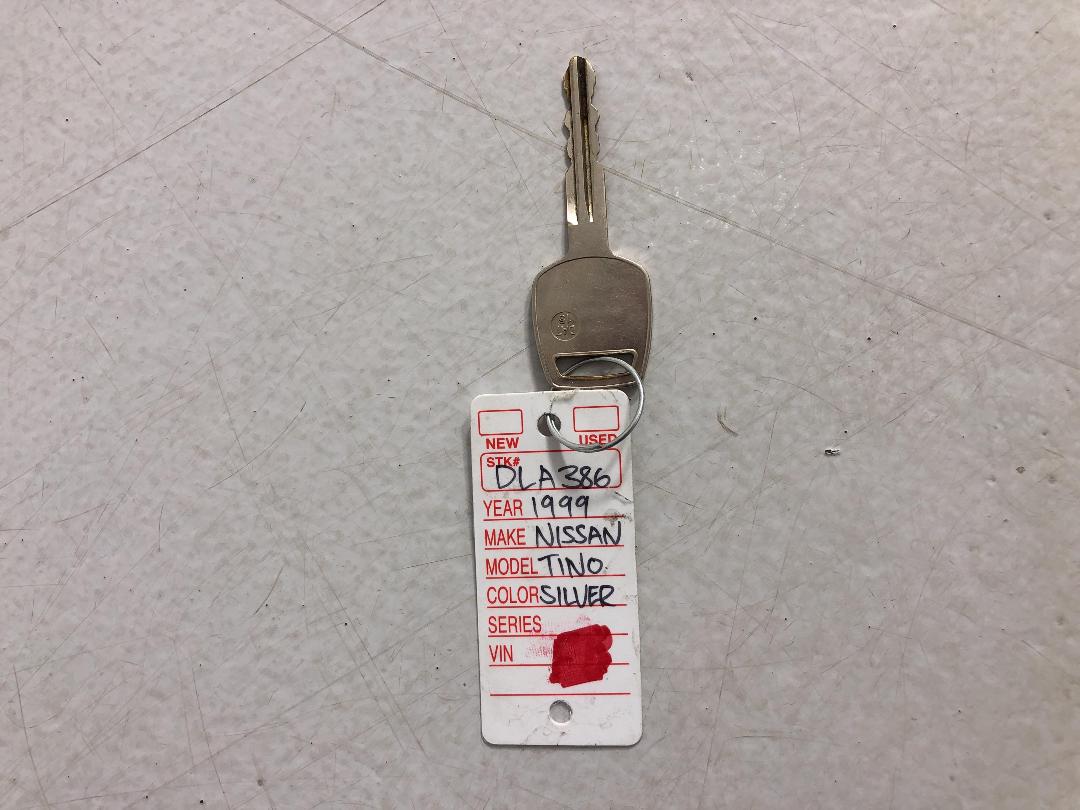 NEW USED
STK# DLA386
YEAR 1999
MAKE NISSAN
MODEL TINO.
COLOR SILVER
SERIES
VIN